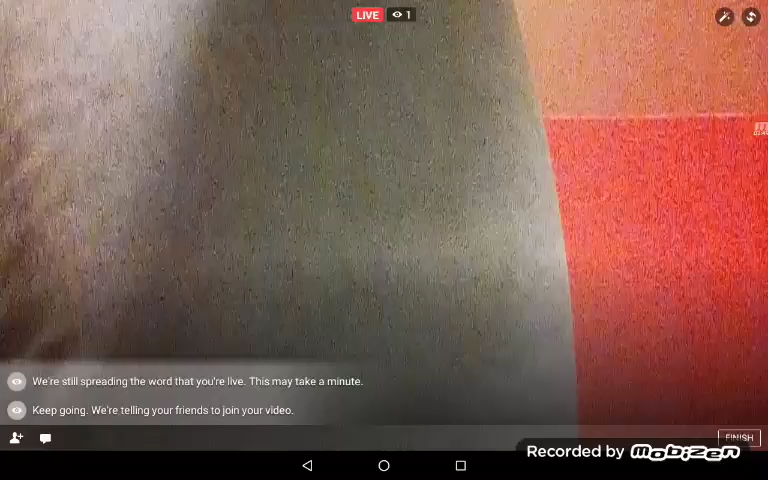 LIVE 1
We're still spreading the word that you're live. This may take a minute.
Keep going. We're telling your friends to join your video.
FINISH
Recorded by MOBIZEN